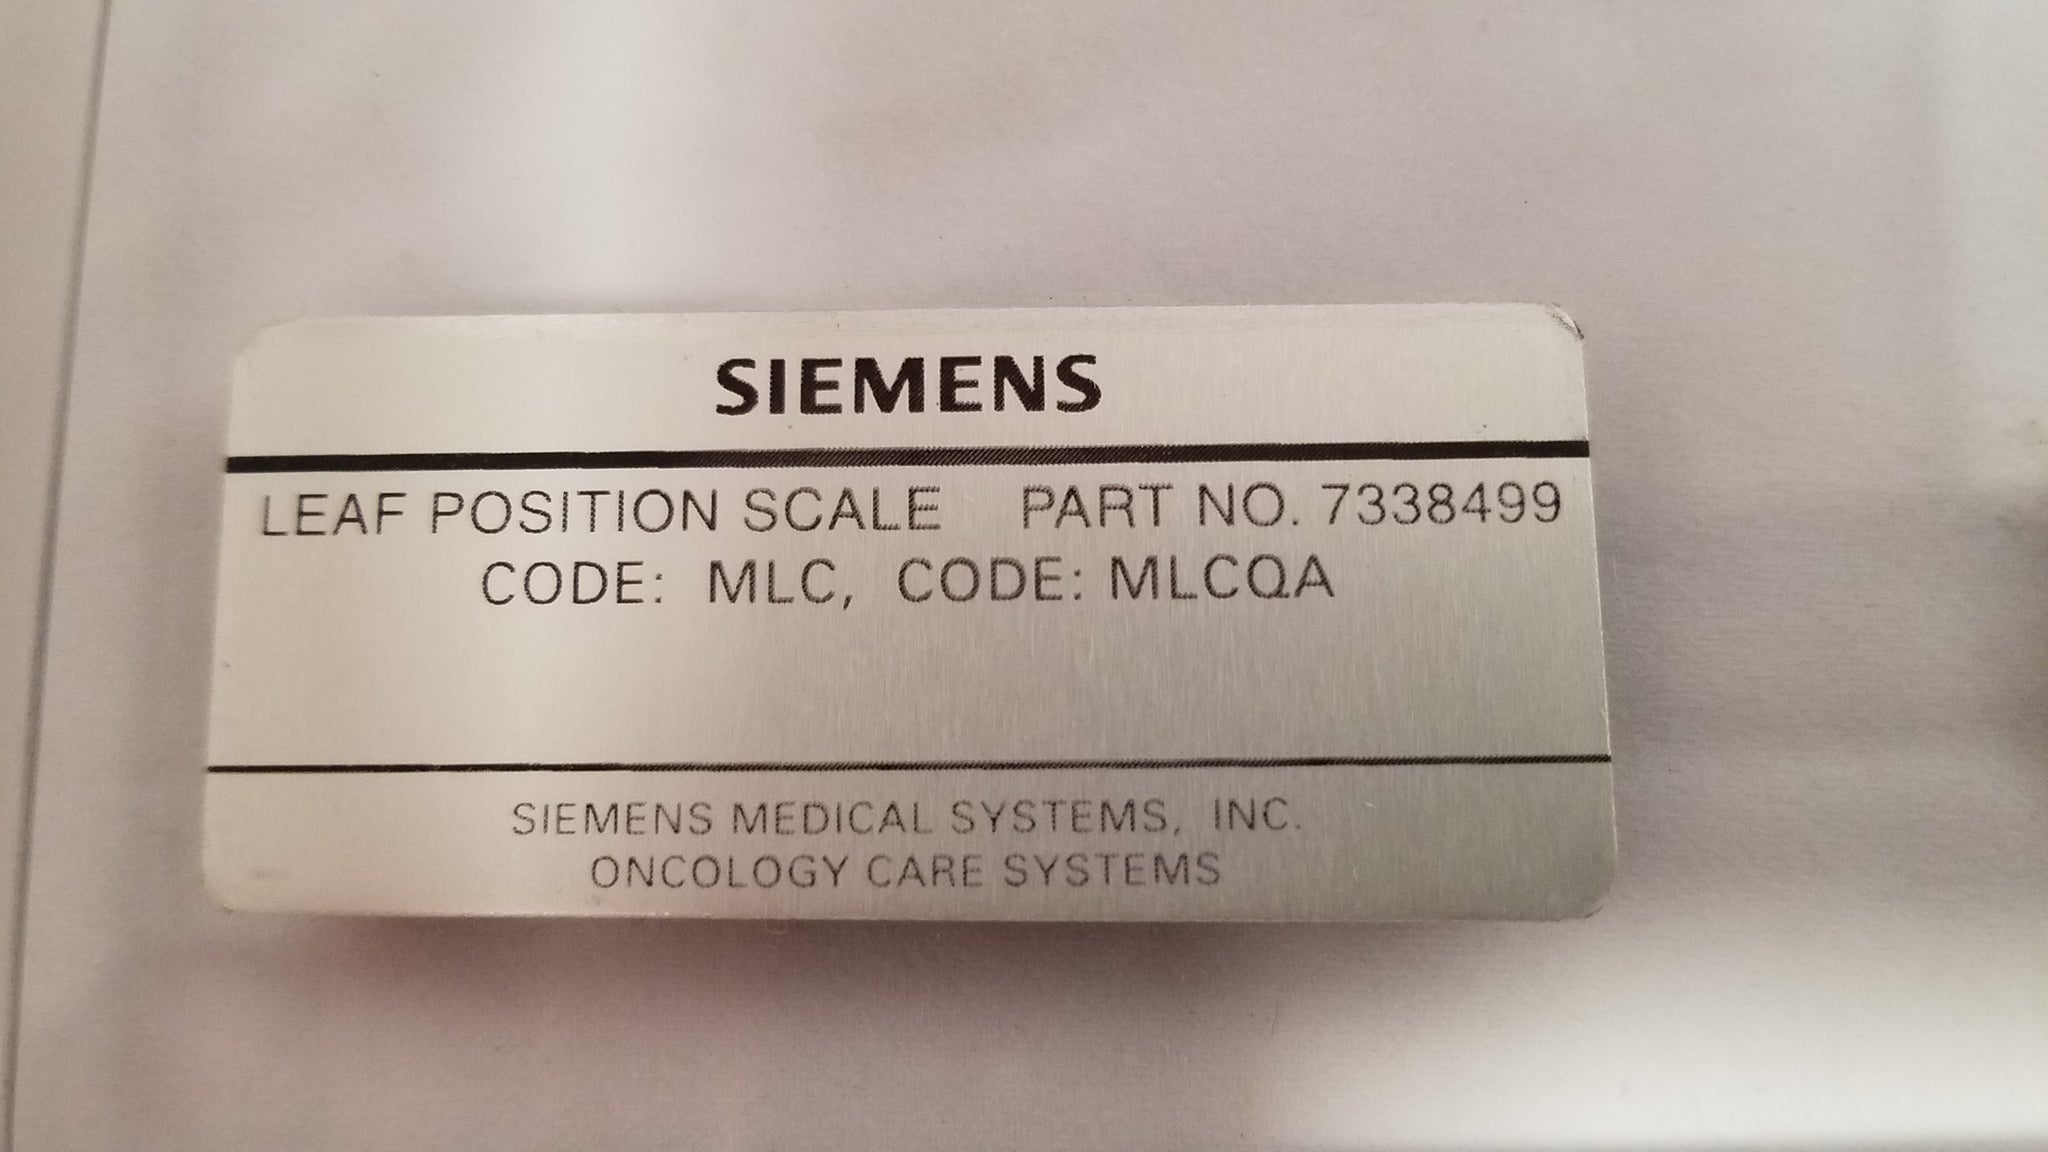 SIEMENS
LEAF POSITION SCALE PART NO. 7338499
CODE: MLC, CODE: MLCQA
SIEMENS MEDICAL SYSTEMS, INC.
ONCOLOGY CARE SYSTEMS